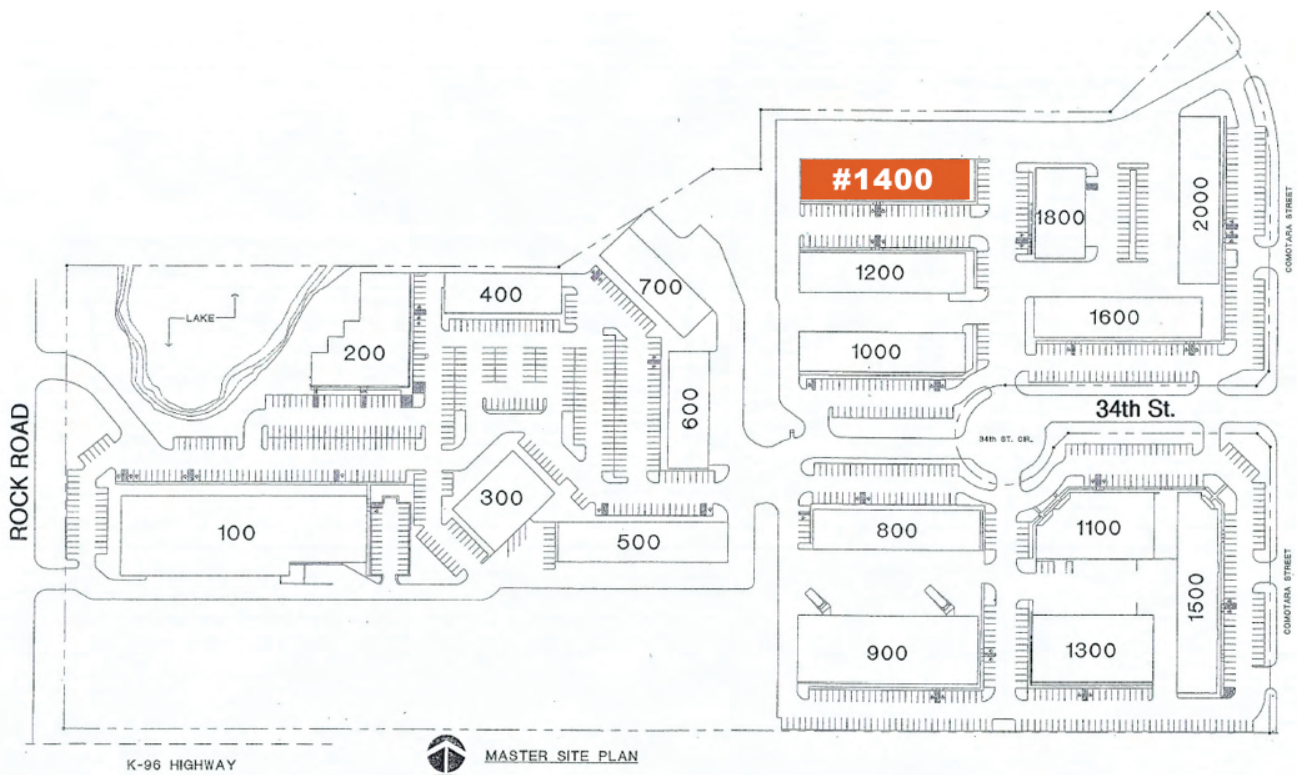 #1400
1800
2000
COMOTARA STREET
1200
700
400
LAKE
1600
200
1000
600
34th St.
34th ST. CIR.
ROCK ROAD
300
100
500
800
1100
1500
COMOTARA STREET
900
1300
K-96 HIGHWAY
MASTER SITE PLAN